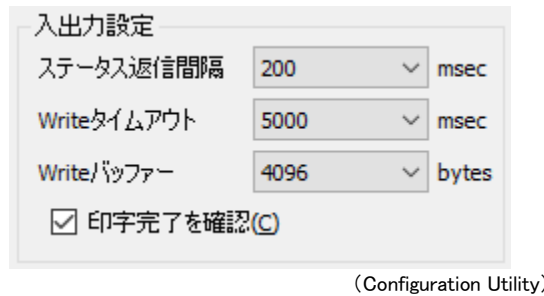 入出力設定
ステータス返信間隔 200 msec
Writeタイムアウト 5000 msec
Writeバッファー 4096 bytes
印字完了を確認(C)
(Configuration Utility)